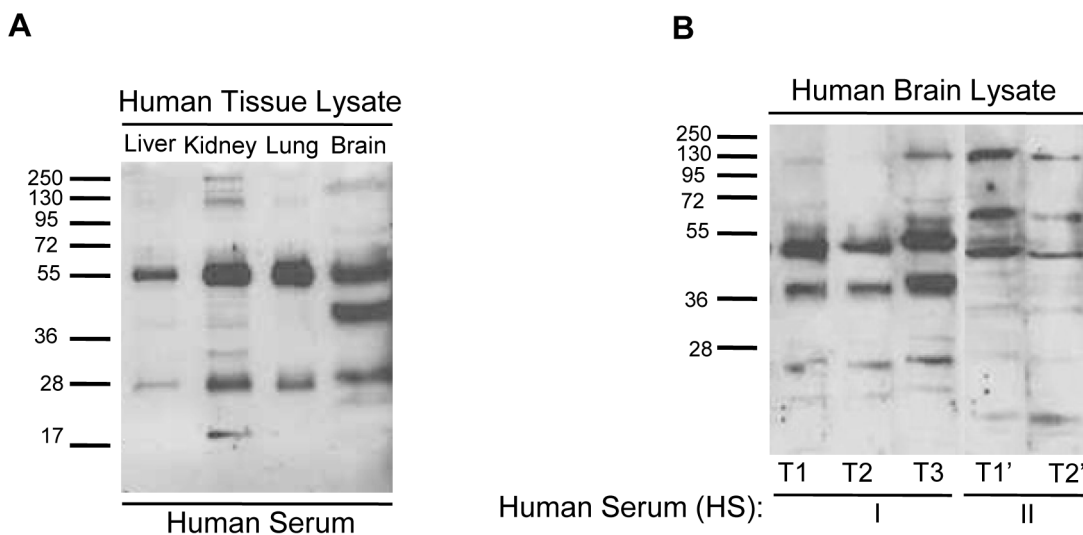 A
Human Tissue Lysate
Liver Kidney Lung Brain
250
130
95
72
55
36
28
17
Human Serum
B
Human Brain Lysate
250
130
95
72
55
36
28
T1 T2 T3 T1’ T2’
Human Serum (HS): I II